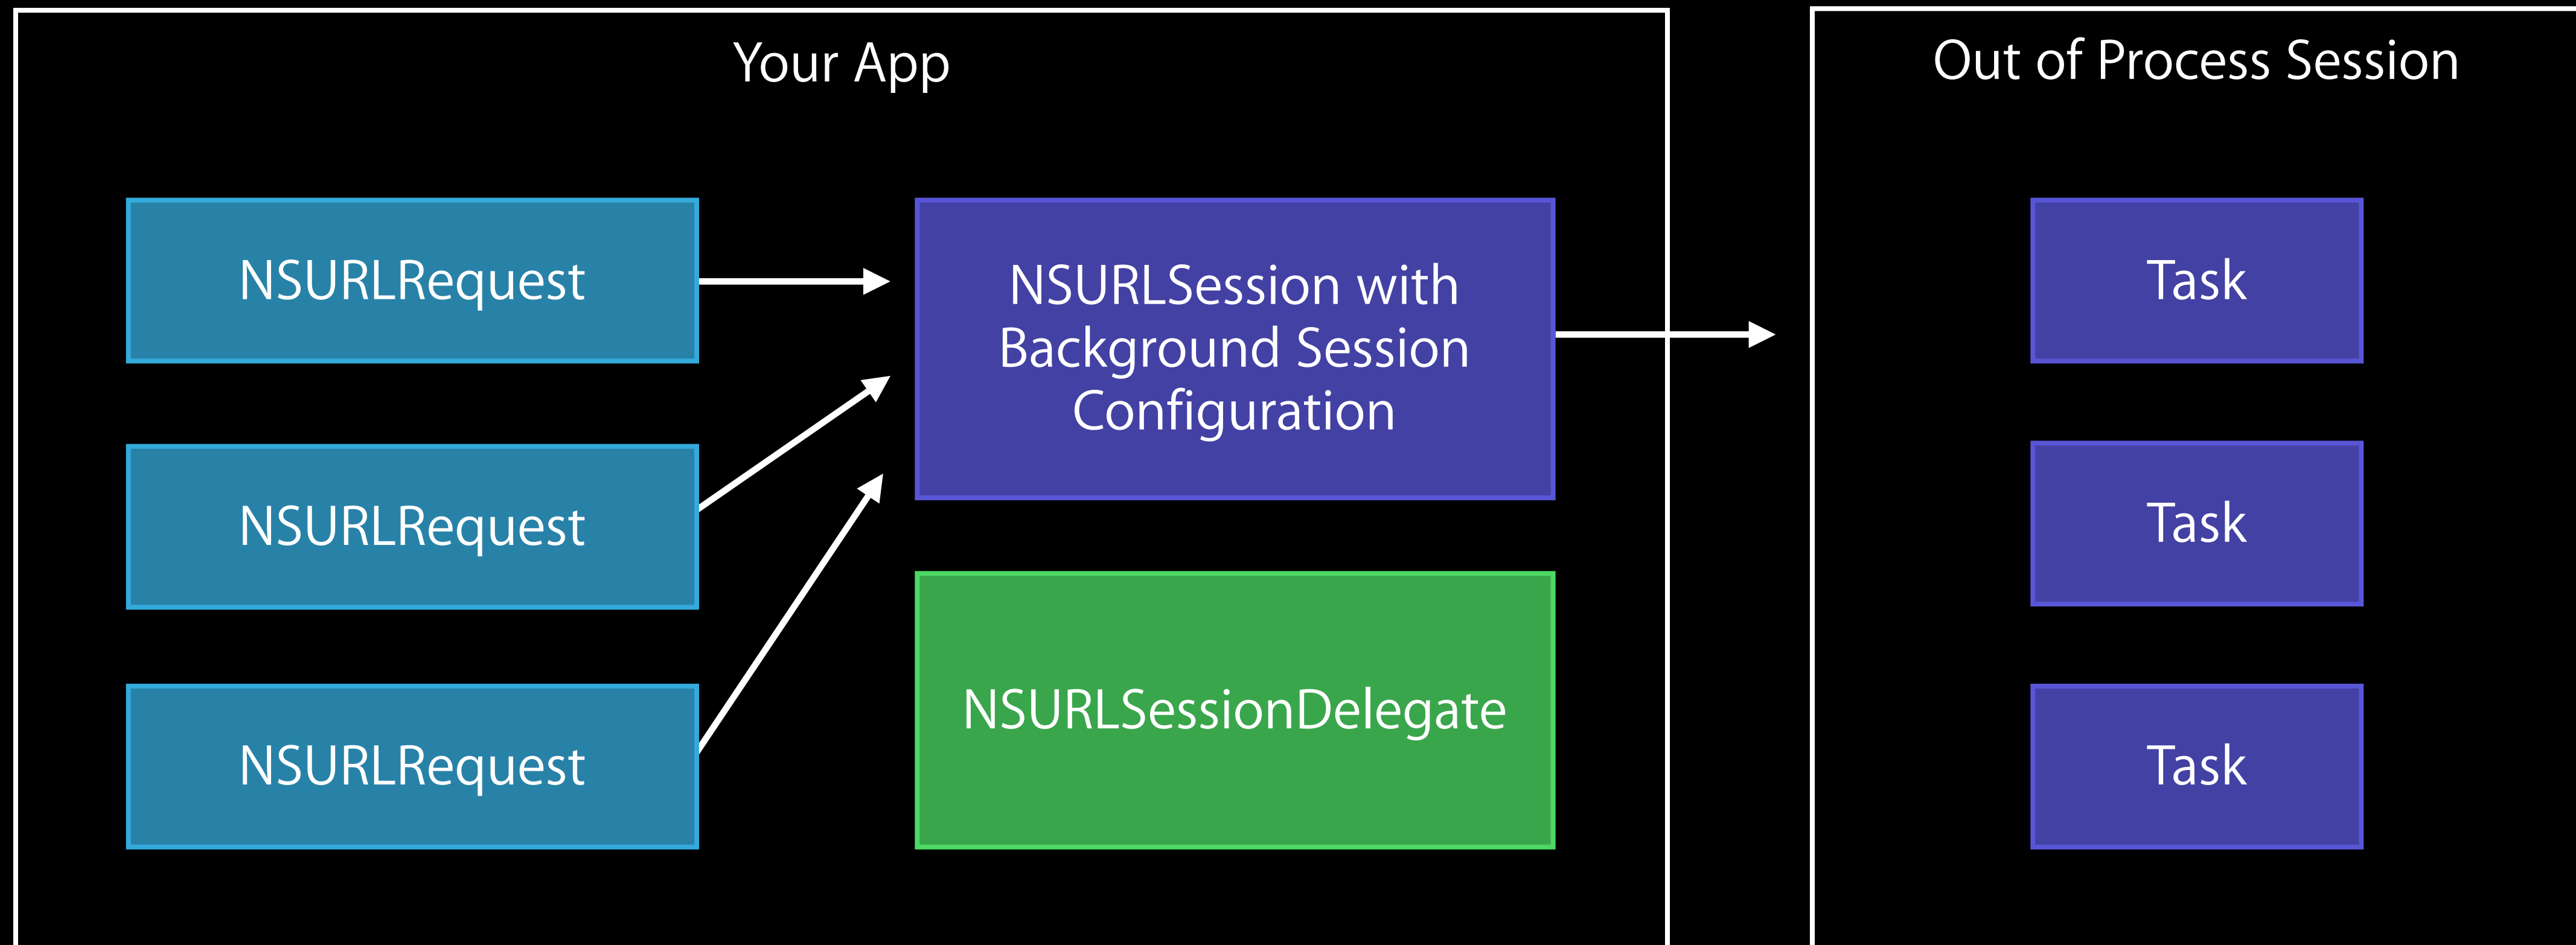 Your App
Out of Process Session
NSURLRequest
NSURLSession with
Background Session
Configuration
Task
NSURLRequest
Task
NSURLSessionDelegate
NSURLRequest
Task